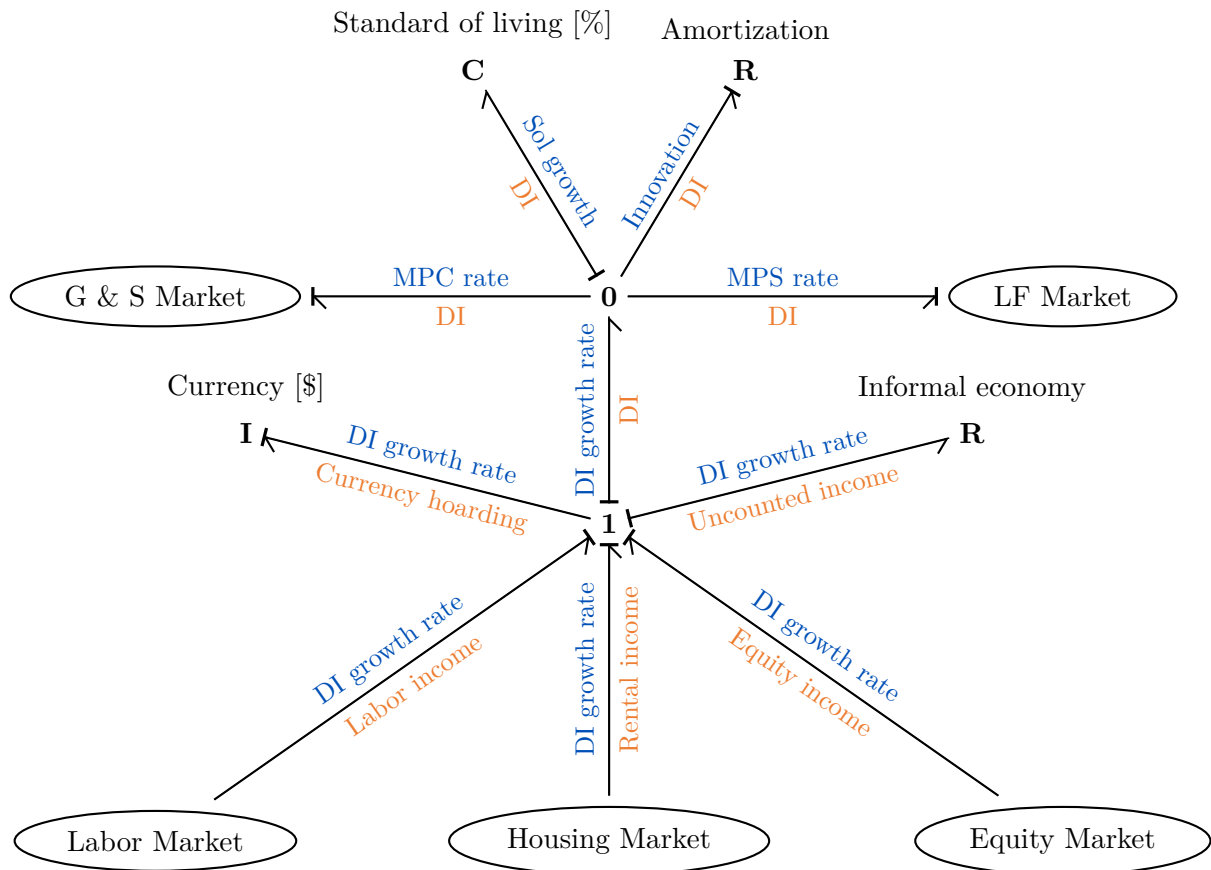 Standard of living [%]
Amortization
C
R
Sol growth
DI
Innovation
DI
G & S Market
MPC rate
DI
0
MPS rate
DI
LF Market
DI growth rate
DI
Currency [$]
Informal economy
I
DI growth rate
Currency hoarding
DI growth rate
Uncounted income
R
1
DI growth rate
Labor income
DI growth rate
Rental income
DI growth rate
Equity income
Labor Market
Housing Market
Equity Market